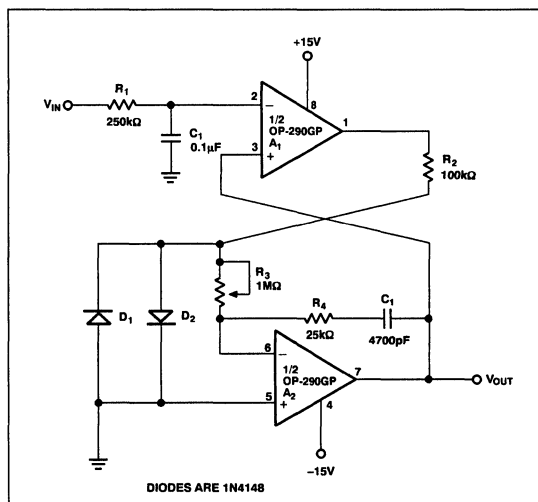 +15V
R1
VIN
250kΩ
2
−
8
1/2
OP-290GP
A1
1
C1
0.1µF
3
+
R2
100kΩ
R3
1MΩ
R4
25kΩ
C1
4700pF
D1
D2
6
−
1/2
OP-290GP
A2
7
VOUT
5
+
4
−15V
DIODES ARE 1N4148